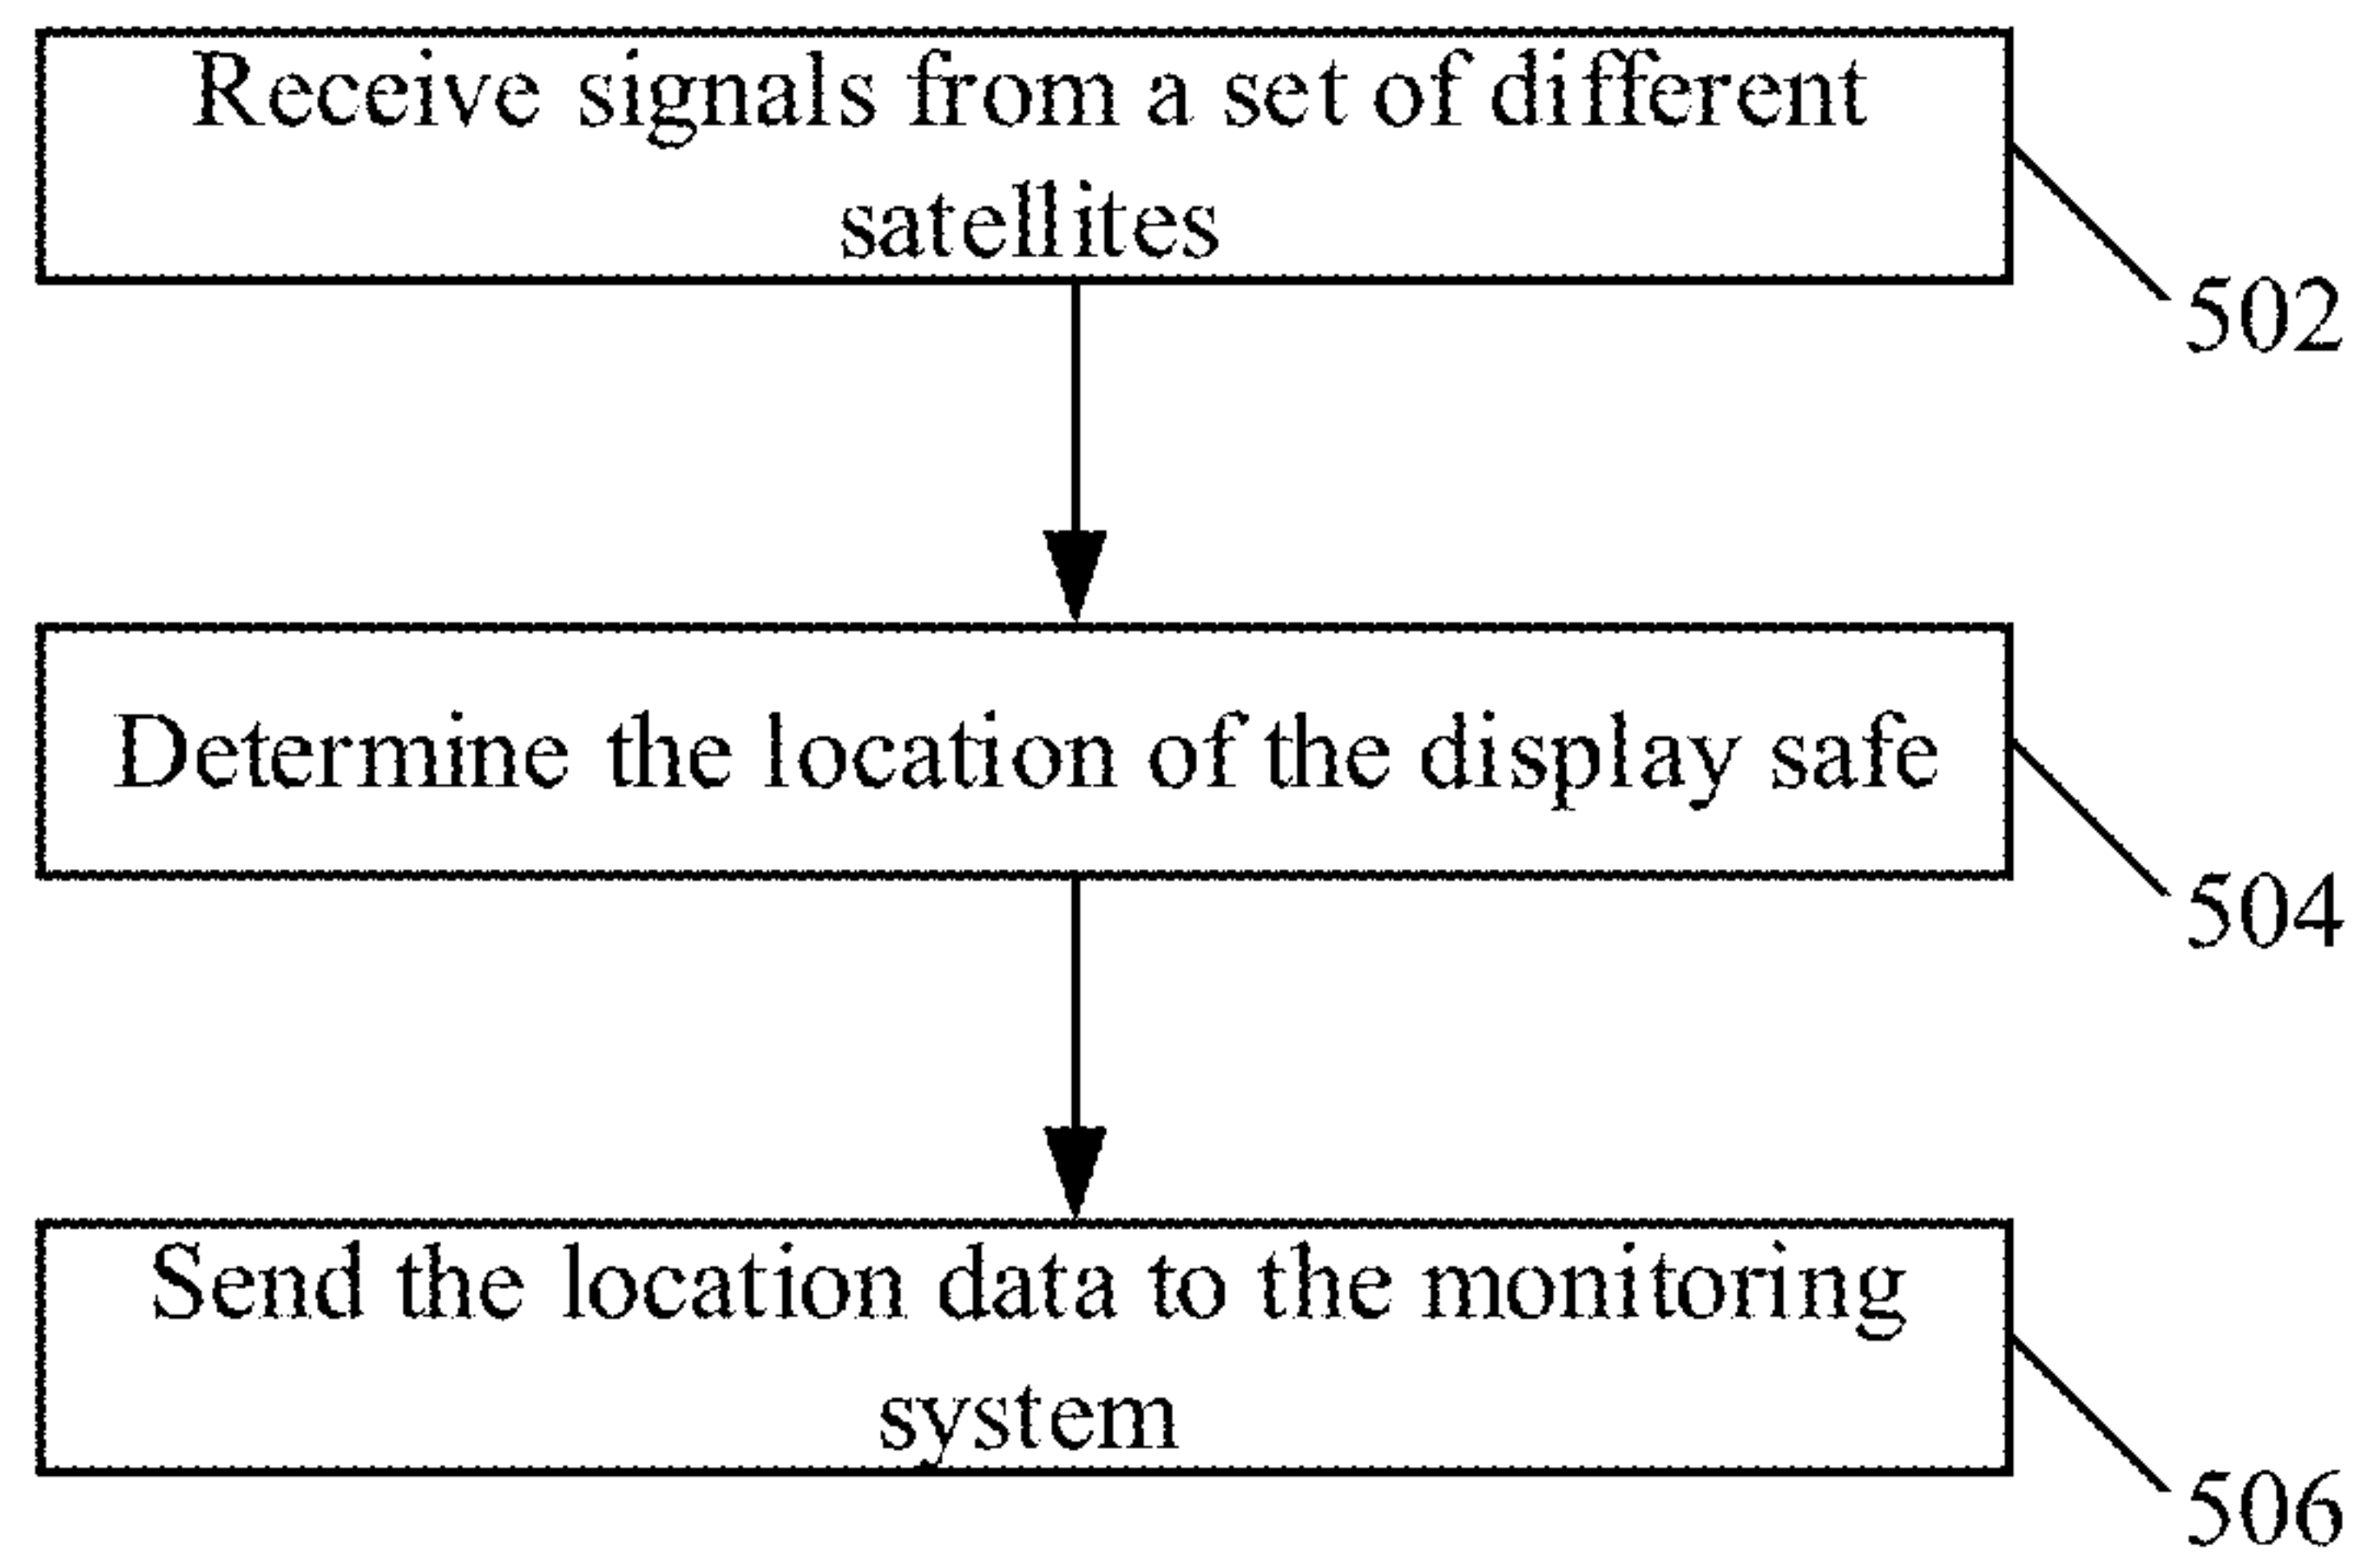 Receive signals from a set of different
satellites
502
Determine the location of the display safe
504
Send the location data to the monitoring
system
506